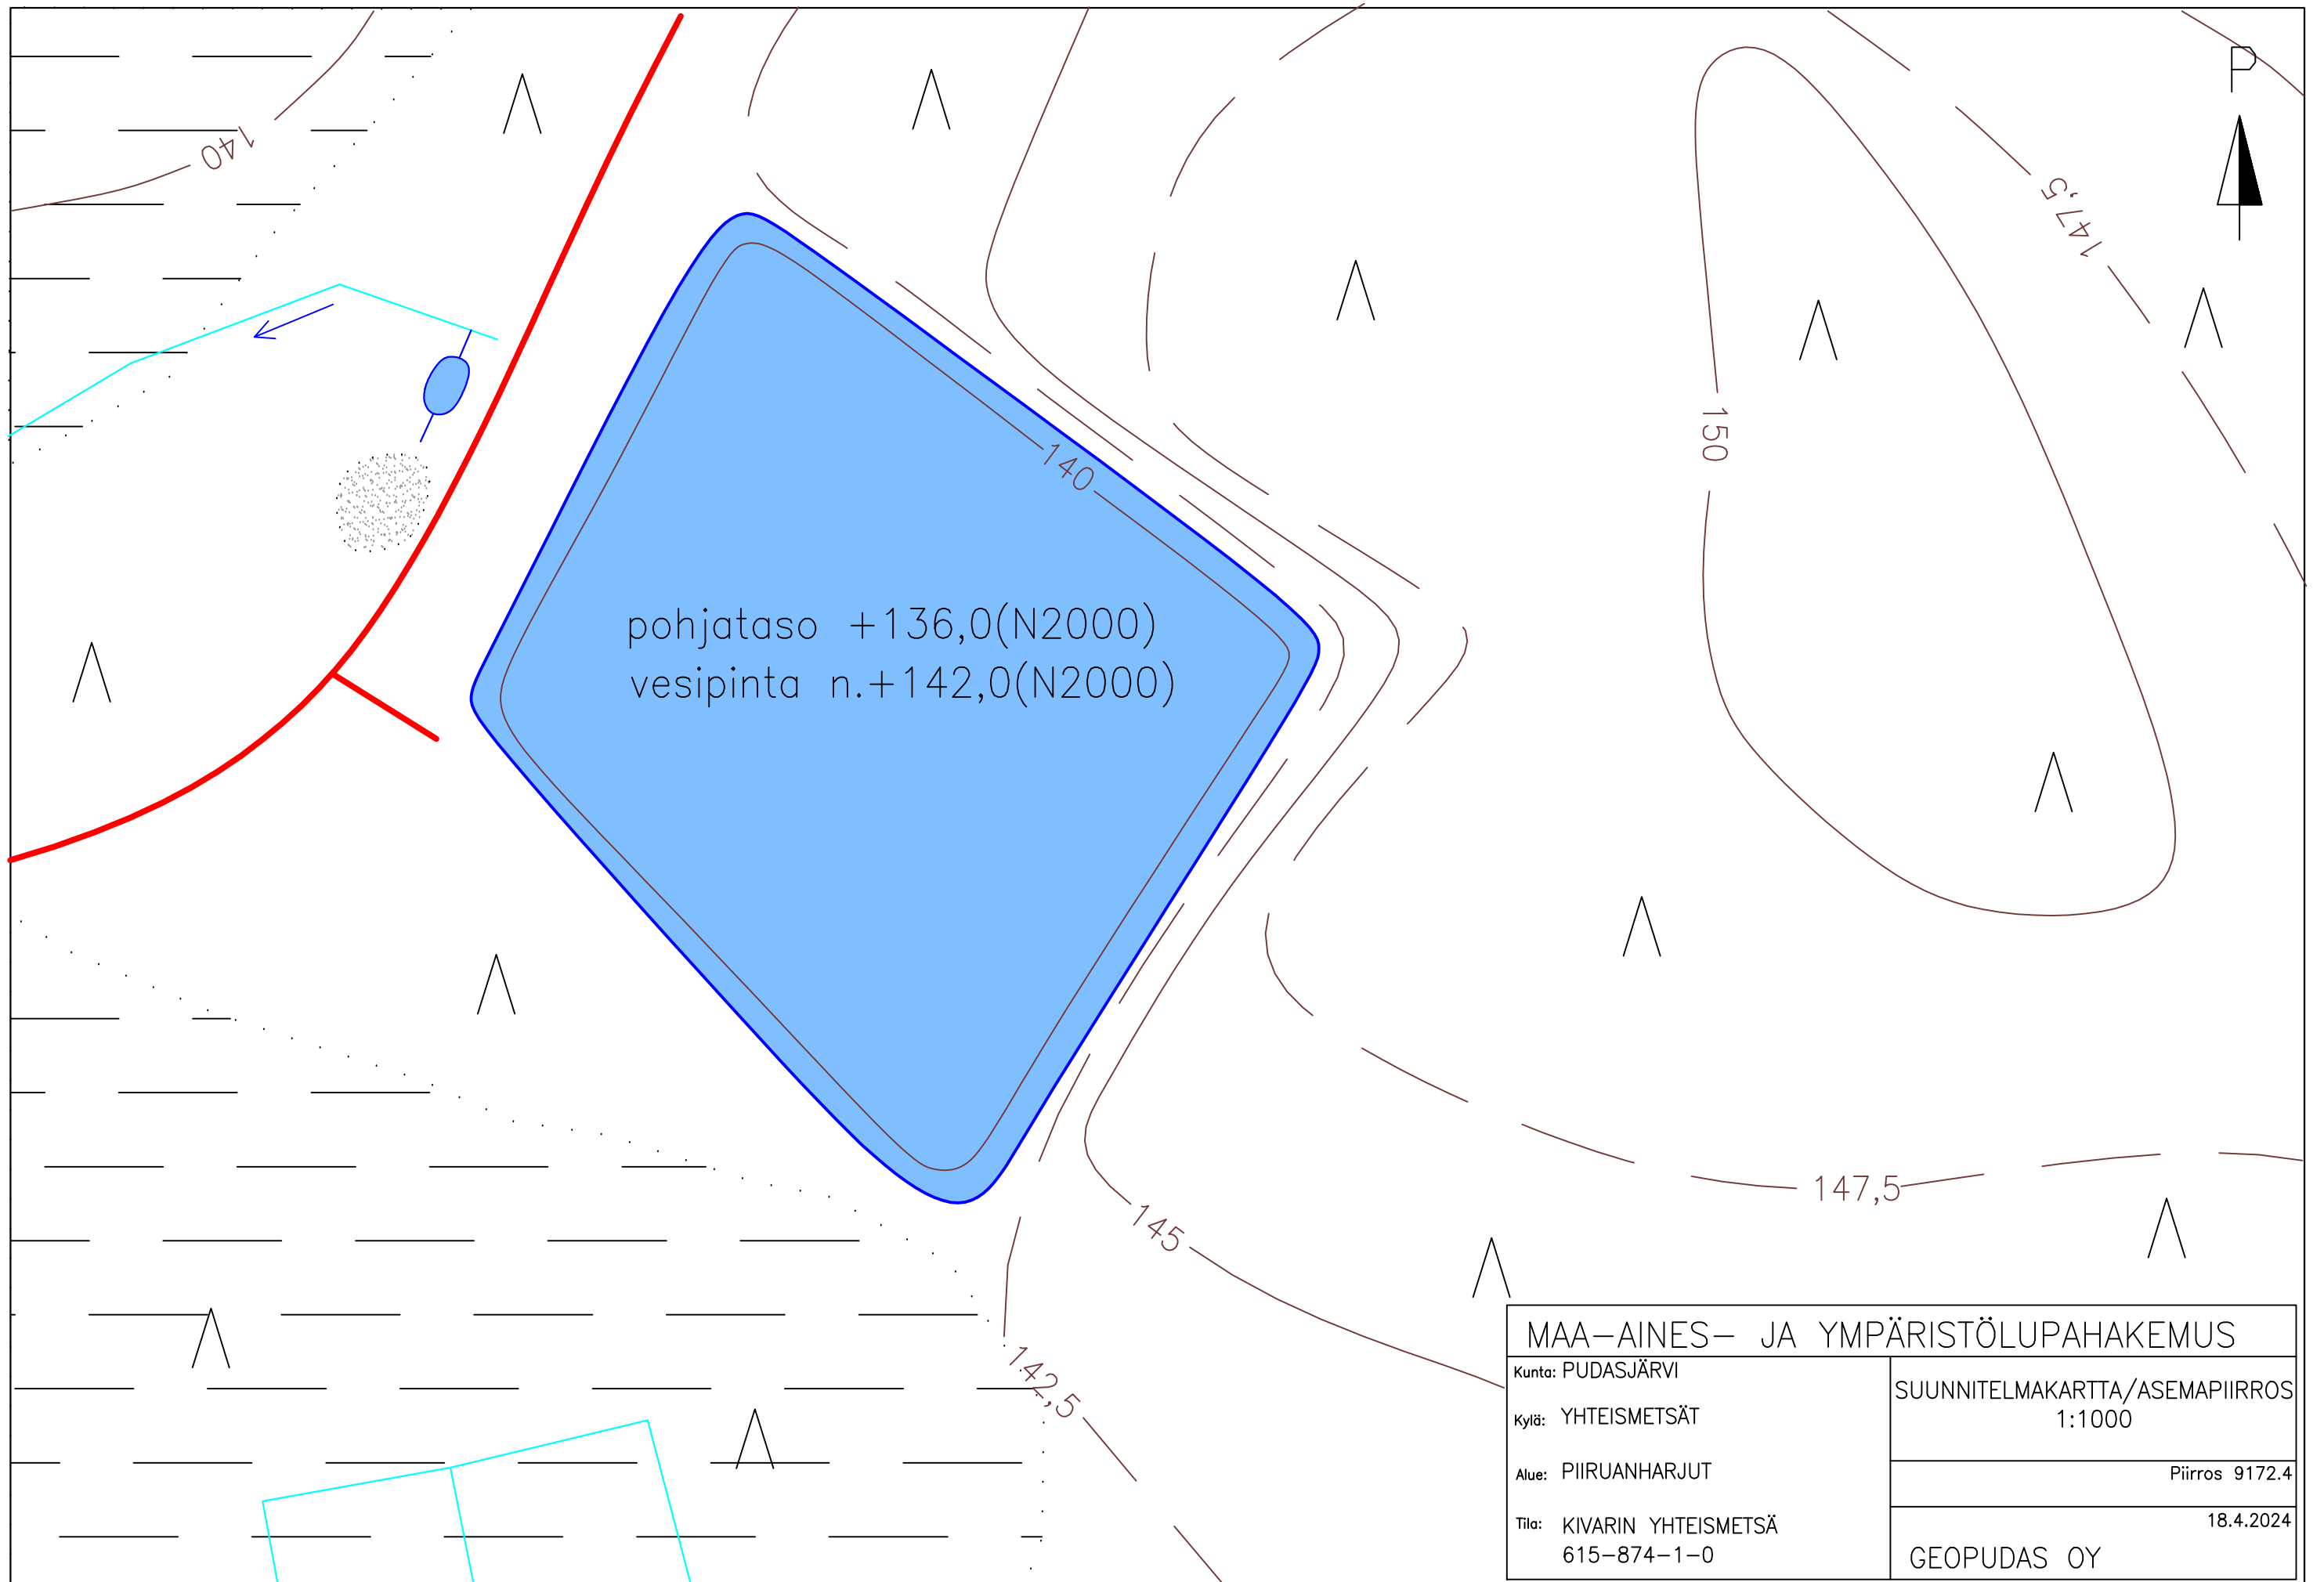 P
140
147,5
150
140
pohjataso +136,0(N2000)
vesipinta n.+142,0(N2000)
147,5
145
142,5
MAA-AINES- JA YMPÄRISTÖLUPAHAKEMUS
Kunta: PUDASJÄRVI
Kylä: YHTEISMETSÄT
Alue: PIIRUANHARJUT
Tila: KIVARIN YHTEISMETSÄ
615-874-1-0
SUUNNITELMAKARTTA/ASEMAPIIRROS
1:1000
Piirros 9172.4
18.4.2024
GEOPUDAS OY